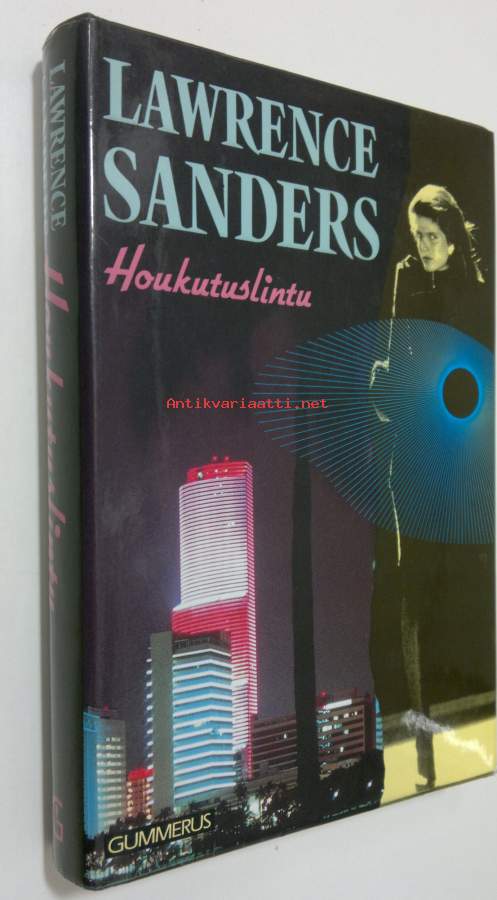 LAWRENCE
SANDERS
Houkutuslintu
Antikvariaatti.net
GUMMERUS
LAWRENCE
Houkutuslintu
G